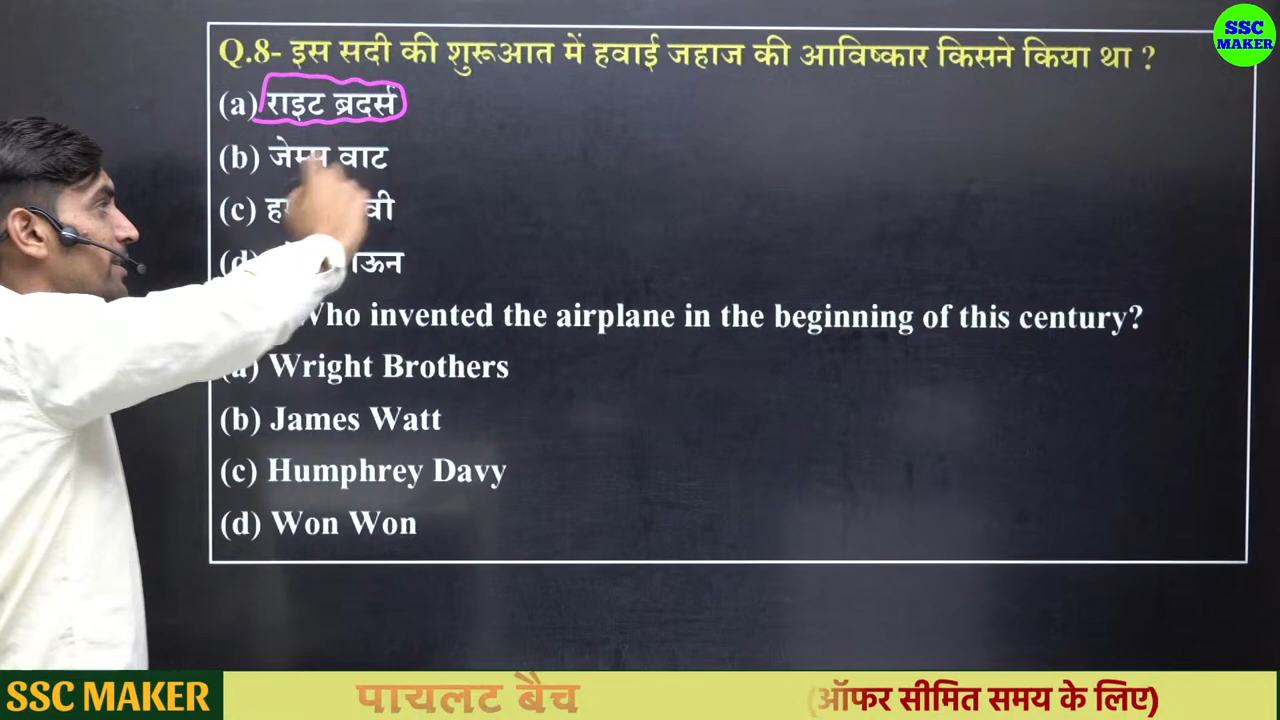 SSC
MAKER
Q.8- इस सदी की शुरूआत में हवाई जहाज की आविष्कार किसने किया था ?
(a) राइट ब्रदर्स
(b) जेम्स वाट
(c)
(d)
Who invented the airplane in the beginning of this century?
(a) Wright Brothers
(b) James Watt
(c) Humphrey Davy
(d) Won Won
SSC MAKER
पायलट बैच
(ऑफर सीमित समय के लिए)